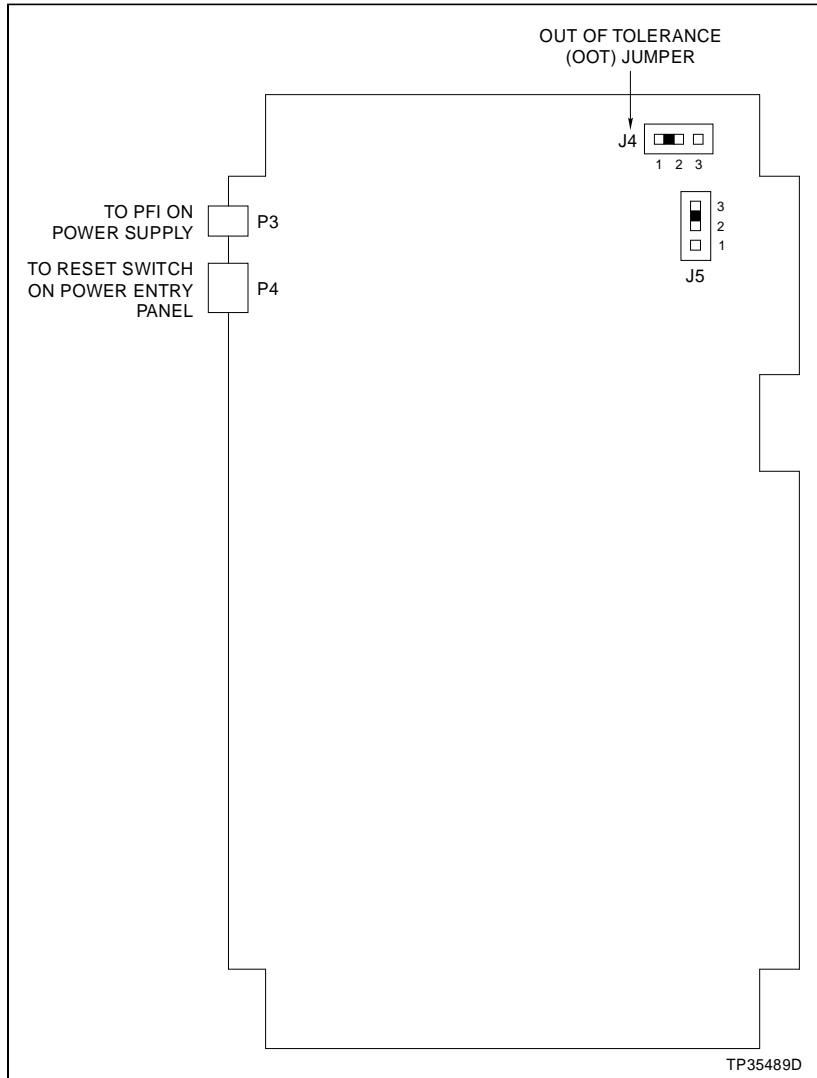 OUT OF TOLERANCE
(OOT) JUMPER
J4
1 2 3
3
2
1
J5
TO PFI ON
POWER SUPPLY
P3
TO RESET SWITCH
ON POWER ENTRY
PANEL
P4
TP35489D